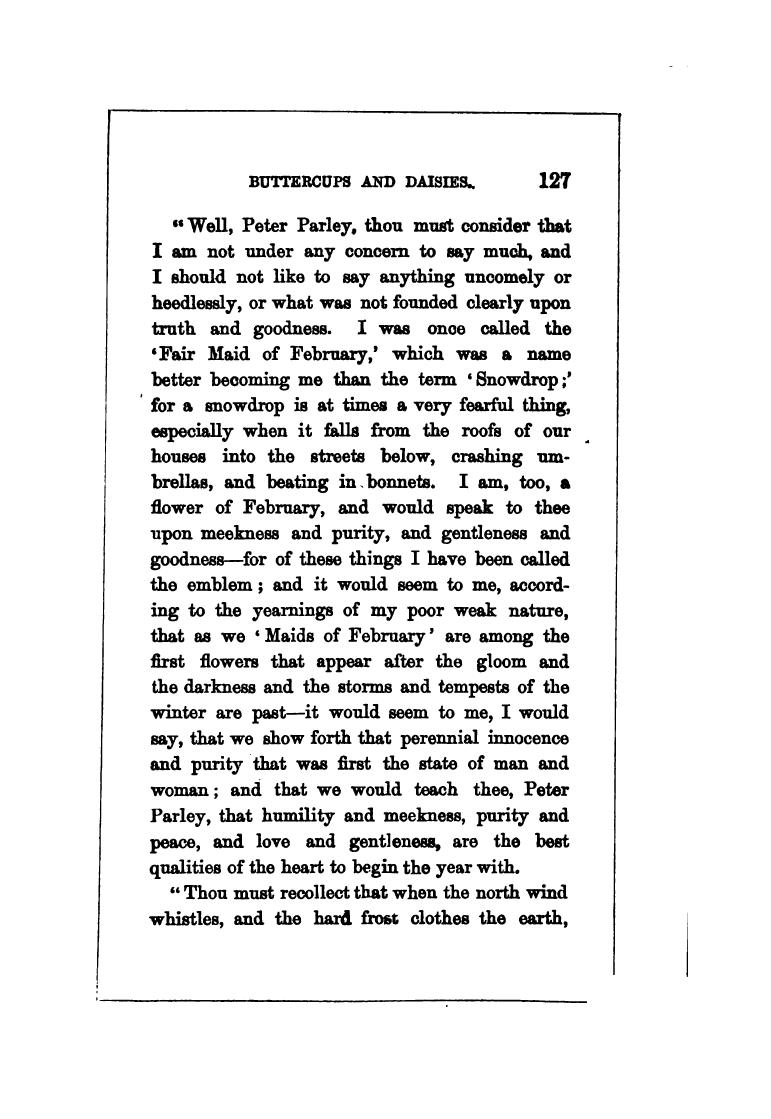 BUTTERCUPS AND DAISIES. 127
“Well, Peter Parley, thou must consider that
I am not under any concern to say much, and
I should not like to say anything uncomely or
heedlessly, or what was not founded clearly upon
truth and goodness. I was once called the
‘Fair Maid of February,’ which was a name
better becoming me than the term ‘Snowdrop;’
for a snowdrop is at times a very fearful thing,
especially when it falls from the roofs of our
houses into the streets below, crashing um-
brellas, and beating in bonnets. I am, too, a
flower of February, and would speak to thee
upon meekness and purity, and gentleness and
goodness—for of these things I have been called
the emblem; and it would seem to me, accord-
ing to the yearnings of my poor weak nature,
that as we ‘Maids of February’ are among the
first flowers that appear after the gloom and
the darkness and the storms and tempests of the
winter are past—it would seem to me, I would
say, that we show forth that perennial innocence
and purity that was first the state of man and
woman; and that we would teach thee, Peter
Parley, that humility and meekness, purity and
peace, and love and gentleness, are the best
qualities of the heart to begin the year with.
“Thou must recollect that when the north wind
whistles, and the hard frost clothes the earth,